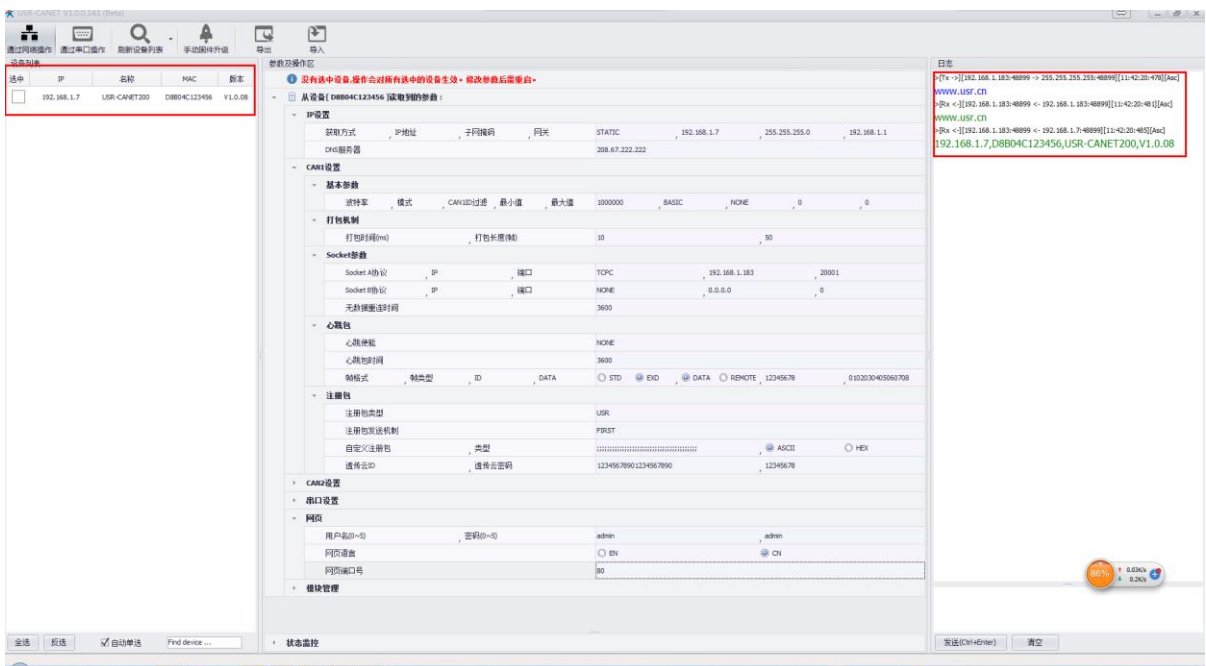 USR-CANET V1.0.0.143 (Beta)
通过网络操作 通过串口操作 刷新设备列表 手动固件升级 导出 导入
设备列表
选中 IP 名称 MAC 版本
192.168.1.7 USR-CANET200 D8B04C123456 V1.0.08
参数及操作区
没有选中设备,操作会对所有选中的设备生效。修改参数后需重启。
从设备[ D8B04C123456 ]读取到的参数：
IP设置
获取方式 , IP地址 , 子网掩码 , 网关 STATIC , 192.168.1.7 , 255.255.255.0 , 192.168.1.1
DNS服务器 208.67.222.222
CAN1设置
基本参数
波特率 , 模式 , CAN1ID过滤 , 最小值 , 最大值 1000000 , BASIC , NONE , 0 , 0
打包机制
打包时间(ms) , 打包长度(帧) 10 , 50
Socket参数
Socket A协议 , IP , 端口 TCPC , 192.168.1.183 , 20001
Socket B协议 , IP , 端口 NONE , 0.0.0.0 , 0
无数据重连时间 3600
心跳包
心跳使能 NONE
心跳包时间 3600
帧格式 , 帧类型 , ID , DATA STD EXD , DATA REMOTE , 12345678 , 0102030405060708
注册包
注册包类型 USR
注册包发送机制 FIRST
自定义注册包 , 类型 , ASCII HEX
透传云ID , 透传云密码 12345678901234567890 , 12345678
CAN2设置
串口设置
网页
用户名(0~5) , 密码(0~5) admin , admin
网页语言 EN CN
网页端口号 80
模块管理
状态监控
全选 反选 自动单选 Find device ...
日志
>[Tx ->][192.168.1.183:48899 -> 255.255.255.255:48899][11:42:20:478][Asc]
www.usr.cn
>[Rx <-][192.168.1.183:48899 <- 192.168.1.183:48899][11:42:20:481][Asc]
www.usr.cn
>[Rx <-][192.168.1.183:48899 <- 192.168.1.7:48899][11:42:20:485][Asc]
192.168.1.7,D8B04C123456,USR-CANET200,V1.0.08
86% 0.03K/s
0.2K/s
发送(Ctrl+Enter) 清空